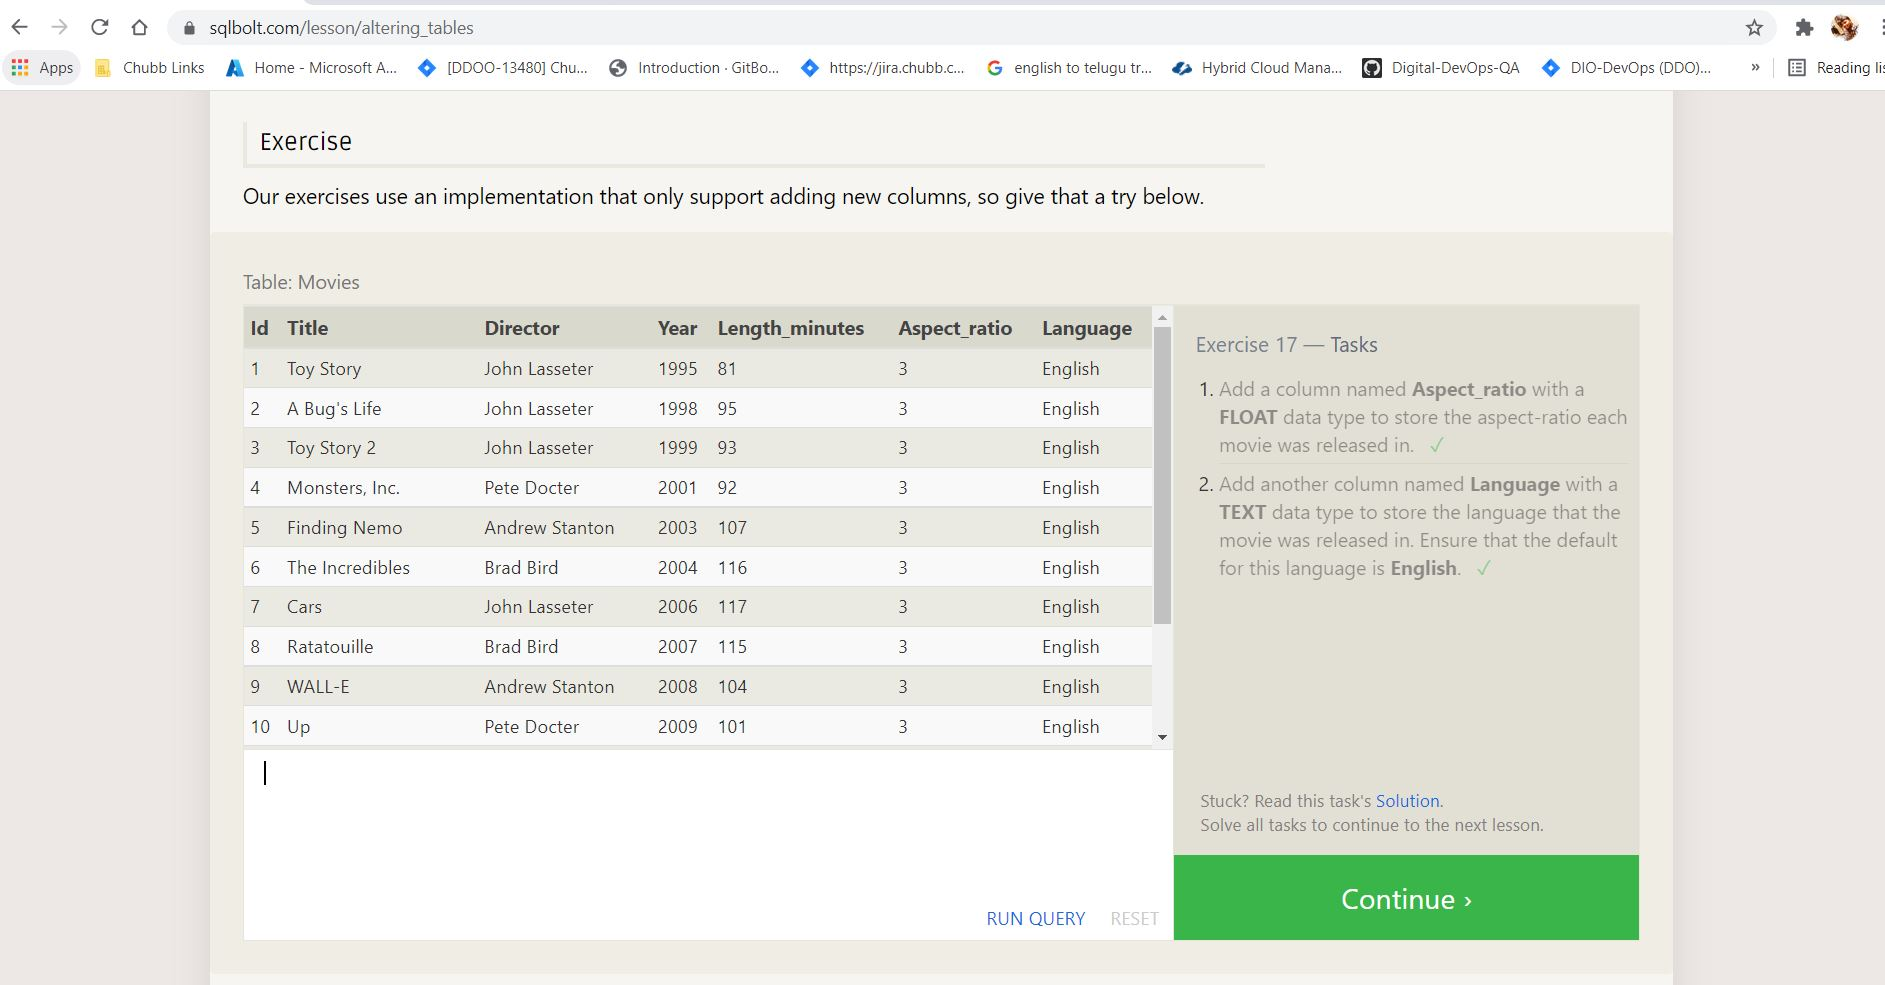 sqlbolt.com/lesson/altering_tables
Apps Chubb Links Home - Microsoft A... [DDOO-13480] Chu... Introduction · GitBo... https://jira.chubb.c... english to telugu tr... Hybrid Cloud Mana... Digital-DevOps-QA DIO-DevOps (DDO)... » Reading lis
Exercise
Our exercises use an implementation that only support adding new columns, so give that a try below.
Table: Movies
Id Title Director Year Length_minutes Aspect_ratio Language
1 Toy Story John Lasseter 1995 81 3 English
2 A Bug's Life John Lasseter 1998 95 3 English
3 Toy Story 2 John Lasseter 1999 93 3 English
4 Monsters, Inc. Pete Docter 2001 92 3 English
5 Finding Nemo Andrew Stanton 2003 107 3 English
6 The Incredibles Brad Bird 2004 116 3 English
7 Cars John Lasseter 2006 117 3 English
8 Ratatouille Brad Bird 2007 115 3 English
9 WALL-E Andrew Stanton 2008 104 3 English
10 Up Pete Docter 2009 101 3 English
RUN QUERY RESET
Exercise 17 — Tasks
1. Add a column named Aspect_ratio with a
FLOAT data type to store the aspect-ratio each
movie was released in. ✓
2. Add another column named Language with a
TEXT data type to store the language that the
movie was released in. Ensure that the default
for this language is English. ✓
Stuck? Read this task's Solution.
Solve all tasks to continue to the next lesson.
Continue ›